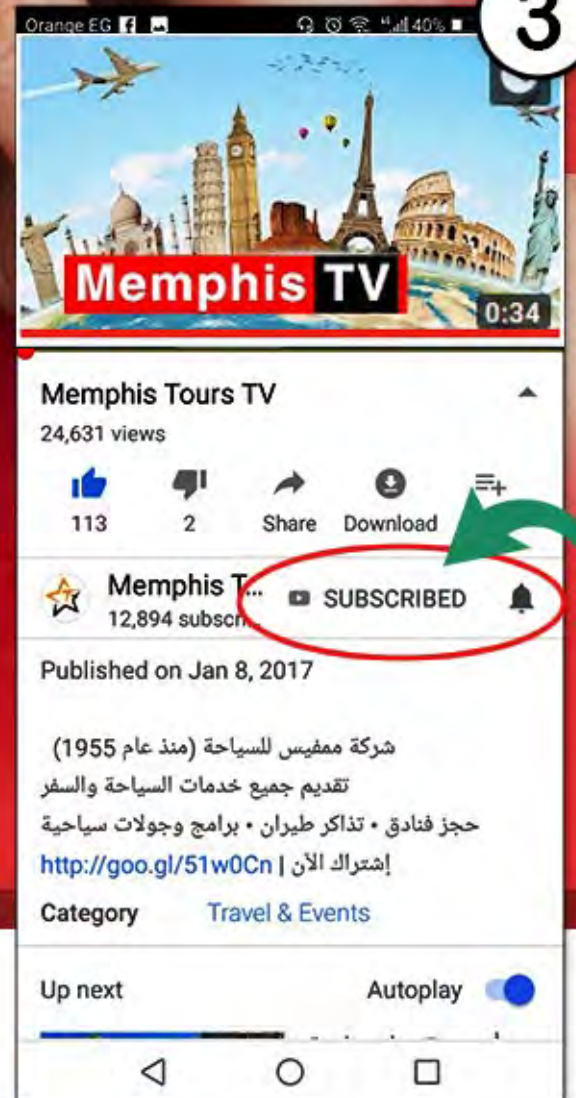 3
Orange EG 40%
Memphis TV
0:34
Memphis Tours TV
24,631 views
113 2 Share Download
Memphis T... SUBSCRIBED
12,894 subscri...
Published on Jan 8, 2017
شركة ممفيس للسياحة (منذ عام 1955)
تقديم جميع خدمات السياحة والسفر
حجز فنادق • تذاكر طيران • برامج وجولات سياحية
إشتراك الأن | http://goo.gl/51w0Cn
Category Travel & Events
Up next Autoplay